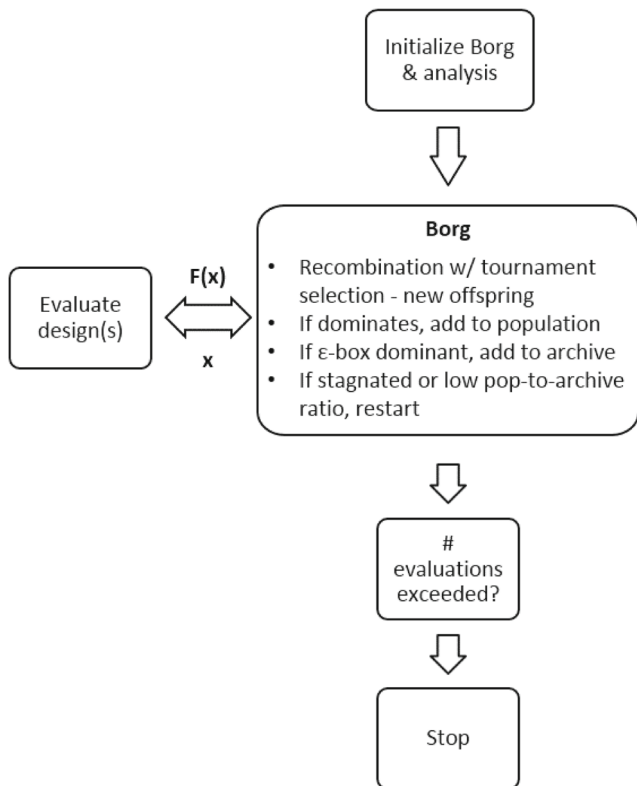 Initialize Borg
& analysis
Borg
• Recombination w/ tournament
selection - new offspring
• If dominates, add to population
• If ε-box dominant, add to archive
• If stagnated or low pop-to-archive
ratio, restart
F(x)
x
Evaluate
design(s)
#
evaluations
exceeded?
Stop